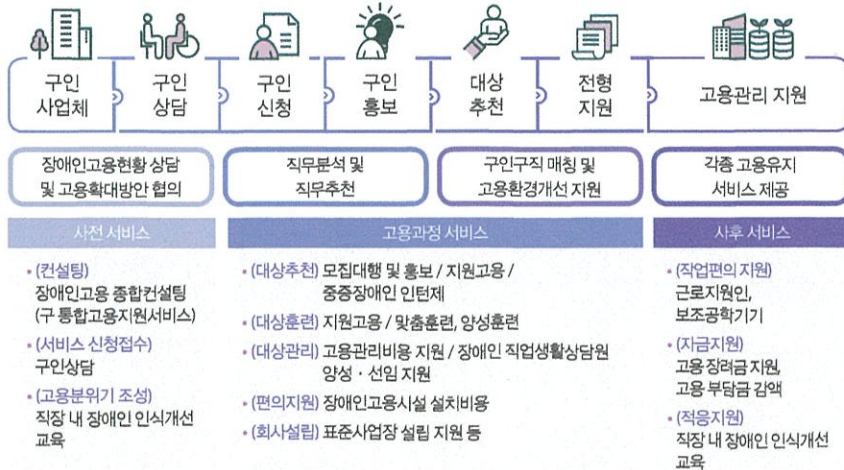 구인
사업체
구인
상담
구인
신청
구인
홍보
대상
추천
전형
지원
고용관리 지원
장애인고용현황 상담
및 고용확대방안 협의
직무분석 및
직무추천
구인구직 매칭 및
고용환경개선 지원
각종 고용유지
서비스 제공
사전 서비스
• (컨설팅)
장애인고용 종합컨설팅
(구 통합고용지원서비스)
• (서비스 신청접수)
구인상담
• (고용분위기 조성)
직장 내 장애인 인식개선
교육
고용과정 서비스
• (대상추천) 모집대행 및 홍보 / 지원고용 /
중증장애인 인턴제
• (대상훈련) 지원고용 / 맞춤훈련, 양성훈련
• (대상관리) 고용관리비용 지원 / 장애인 직업생활상담원
양성 · 선임 지원
• (편의지원) 장애인고용시설 설치비용
• (회사설립) 표준사업장 설립 지원 등
사후 서비스
• (작업편의 지원)
근로지원인,
보조공학기기
• (자금지원)
고용 장려금 지원,
고용 부담금 감액
• (적응지원)
직장 내 장애인 인식개선
교육